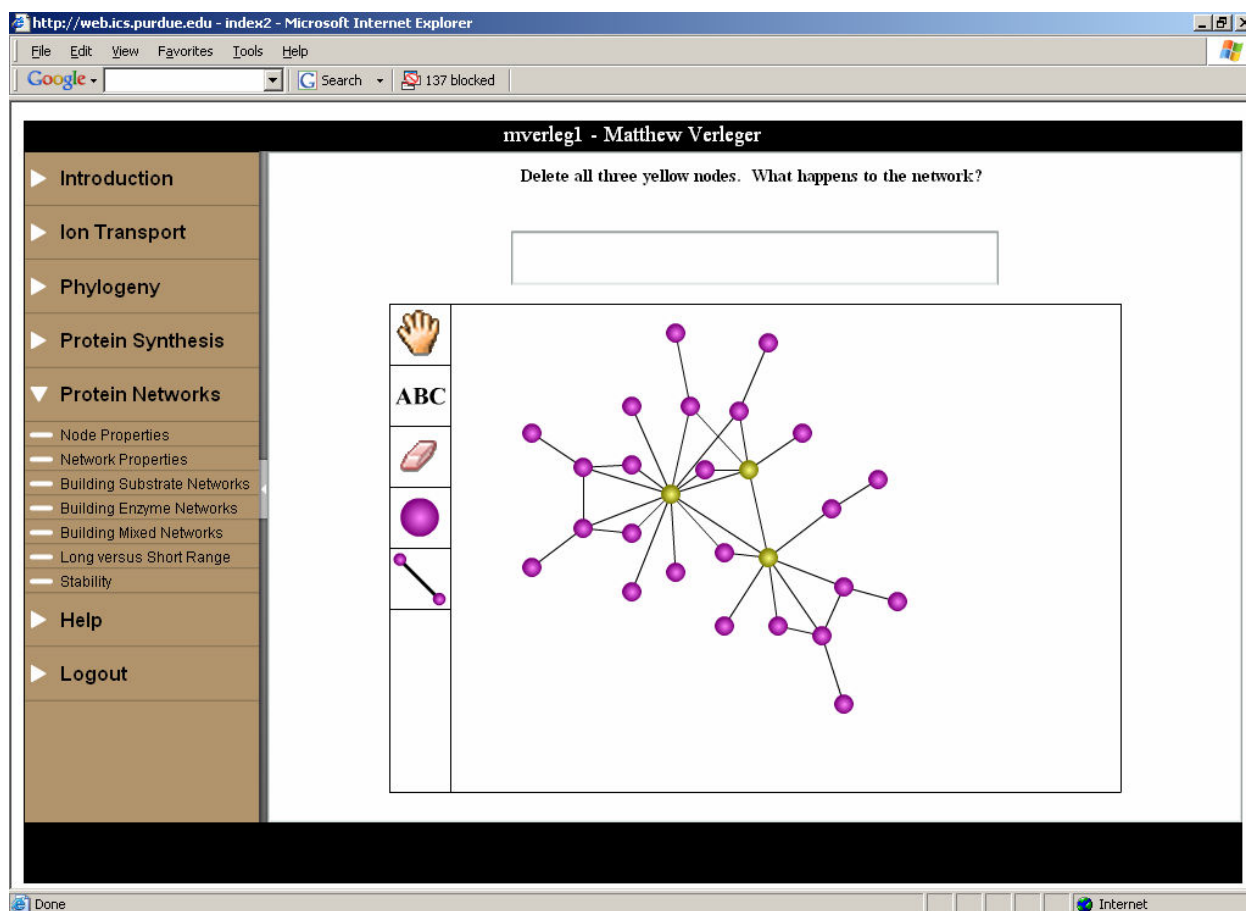 http://web.ics.purdue.edu - index2 - Microsoft Internet Explorer
File Edit View Favorites Tools Help
Google Search 137 blocked
mverleg1 - Matthew Verleger
Introduction
Ion Transport
Phylogeny
Protein Synthesis
Protein Networks
Node Properties
Network Properties
Building Substrate Networks
Building Enzyme Networks
Building Mixed Networks
Long versus Short Range
Stability
Help
Logout
Delete all three yellow nodes. What happens to the network?
ABC
Done
Internet